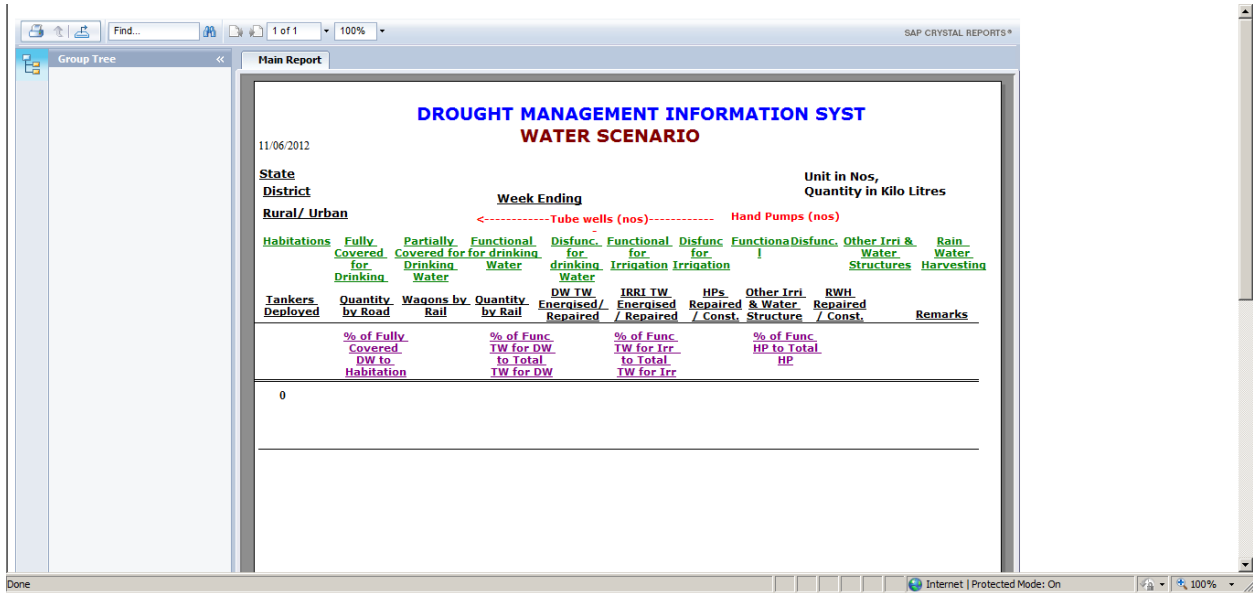 Find... 1 of 1 100% SAP CRYSTAL REPORTS®
Group Tree « Main Report
DROUGHT MANAGEMENT INFORMATION SYST
WATER SCENARIO
11/06/2012
State Unit in Nos,
District Quantity in Kilo Litres
Week Ending
Rural/ Urban <------------Tube wells (nos)------------- Hand Pumps (nos)
Habitations Fully Partially Functional Disfunc. Functional Disfunc Functiona Disfunc. Other Irri & Rain
Covered Covered for for drinking for for for l Water Water
for Drinking Water drinking Irrigation Irrigation Structures Harvesting
Drinking Water Water
DW TW IRRI TW HPs Other Irri RWH
Tankers Quantity Wagons by Quantity Energised/ Energised Repaired & Water Repaired
Deployed by Road Rail by Rail Repaired / Repaired / Const. Structure / Const. Remarks
% of Fully % of Func % of Func % of Func
Covered TW for DW TW for Irr HP to Total
DW to to Total to Total HP
Habitation TW for DW TW for Irr
0
Done Internet | Protected Mode: On 100%